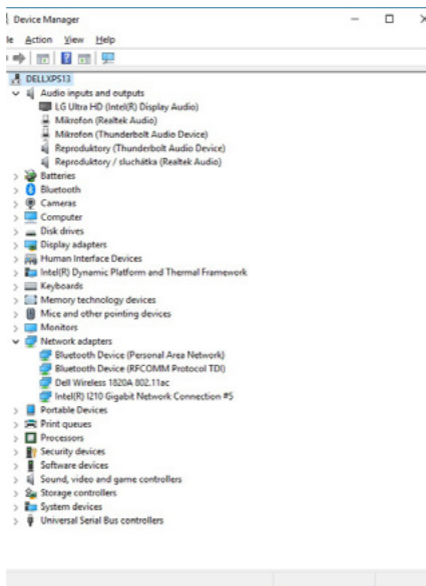 Device Manager
le Action View Help
DELLXPS13
Audio inputs and outputs
LG Ultra HD (Intel(R) Display Audio)
Mikrofon (Realtek Audio)
Mikrofon (Thunderbolt Audio Device)
Reproduktory (Thunderbolt Audio Device)
Reproduktory / sluchátka (Realtek Audio)
Batteries
Bluetooth
Cameras
Computer
Disk drives
Display adapters
Human Interface Devices
Intel(R) Dynamic Platform and Thermal Framework
Keyboards
Memory technology devices
Mice and other pointing devices
Monitors
Network adapters
Bluetooth Device (Personal Area Network)
Bluetooth Device (RFCOMM Protocol TDI)
Dell Wireless 1820A 802.11ac
Intel(R) I210 Gigabit Network Connection #5
Portable Devices
Print queues
Processors
Security devices
Software devices
Sound, video and game controllers
Storage controllers
System devices
Universal Serial Bus controllers